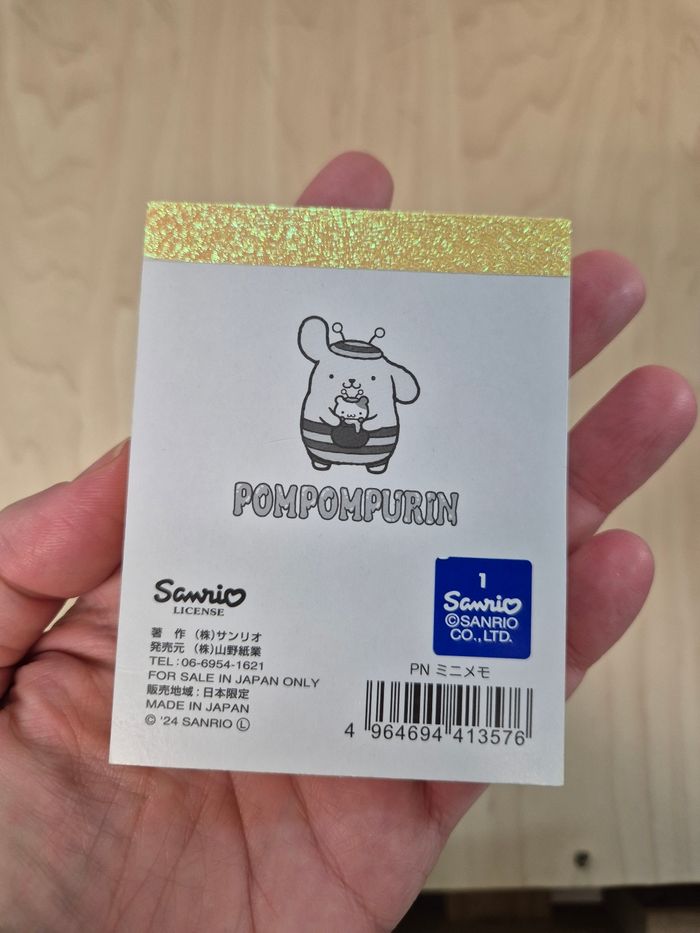 POMPOMPURIN
Sanrio
LICENSE
著 作 (株)サンリオ
発売元 (株)山野紙業
TEL:06-6954-1621
FOR SALE IN JAPAN ONLY
販売地域:日本限定
MADE IN JAPAN
© '24 SANRIO Ⓛ
1
Sanrio
©SANRIO
CO., LTD.
PN ミニメモ
4 964694 413576